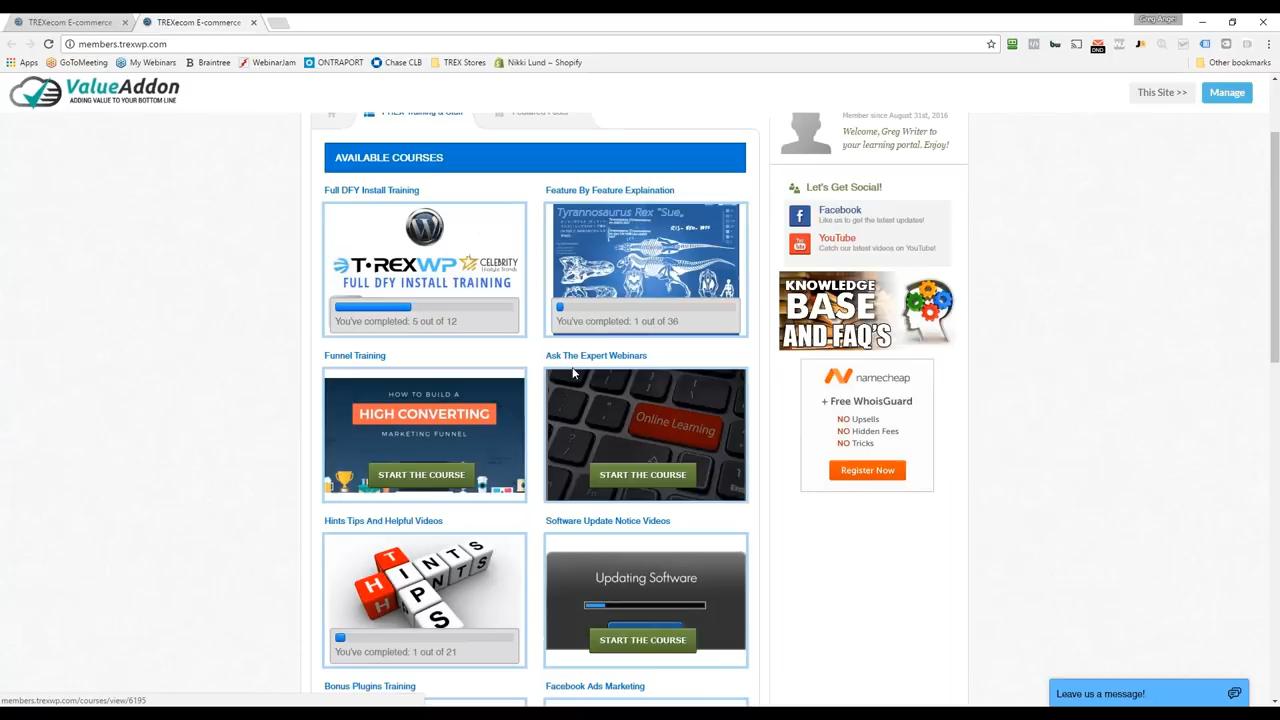 TREXecom E-commerce
TREXecom E-commerce
Greg Angel
members.trexwp.com
Apps
GoToMeeting
My Webinars
Braintree
WebinarJam
ONTRAPORT
Chase CLB
TREX Stores
Nikki Lund ~ Shopify
Other bookmarks
ValueAddon
ADDING VALUE TO YOUR BOTTOM LINE
This Site >>
Manage
Member since August 31st, 2016
Welcome, Greg Writer to
your learning portal. Enjoy!
AVAILABLE COURSES
Full DFY Install Training
Feature By Feature Explaination
T·REXWP
CELEBRITY
FULL DFY INSTALL TRAINING
You've completed: 5 out of 12
Tyrannosaurus Rex "Sue"
You've completed: 1 out of 36
Let's Get Social!
Facebook
Like us to get the latest updates!
YouTube
Catch our latest videos on YouTube!
KNOWLEDGE
BASE
AND FAQ'S
namecheap
+ Free WhoisGuard
NO Upsells
NO Hidden Fees
NO Tricks
Register Now
Funnel Training
Ask The Expert Webinars
HOW TO BUILD A
HIGH CONVERTING
MARKETING FUNNEL
START THE COURSE
Online Learning
START THE COURSE
Hints Tips And Helpful Videos
Software Update Notice Videos
HINTS
TIPS
You've completed: 1 out of 21
Updating Software
START THE COURSE
Bonus Plugins Training
Facebook Ads Marketing
members.trexwp.com/courses/view/6195
Leave us a message!